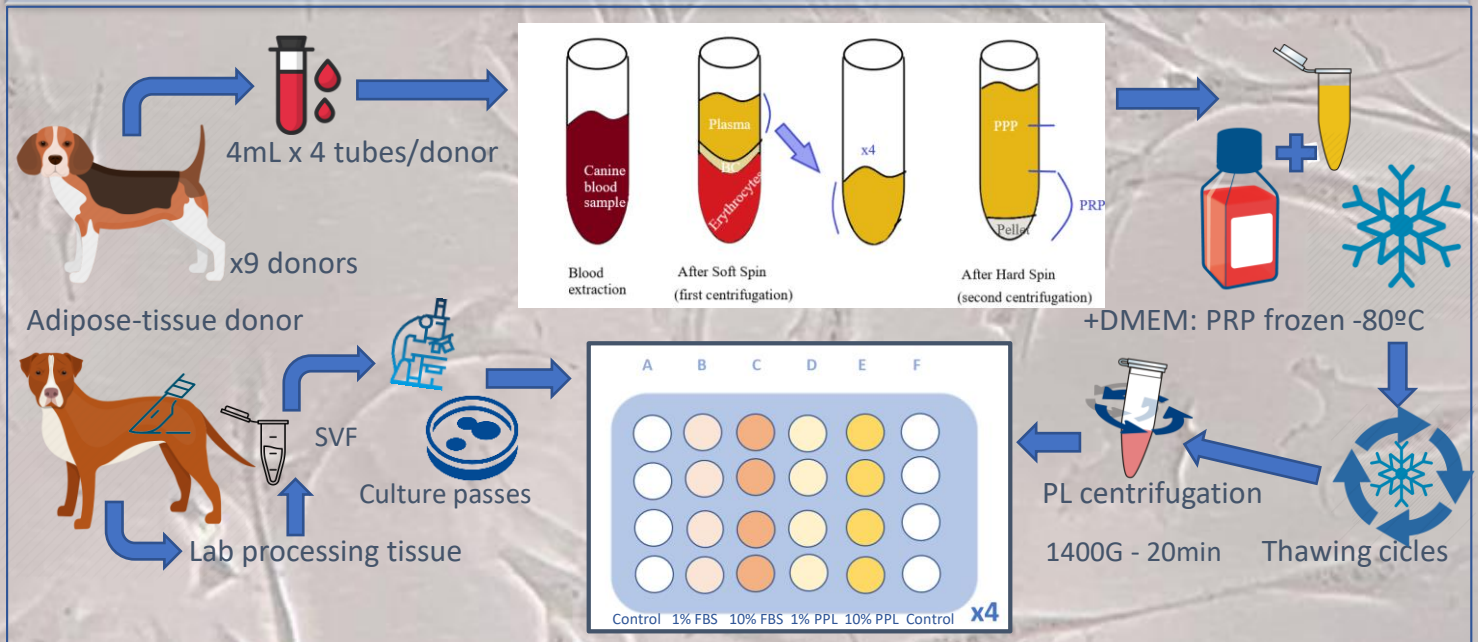 4mL x 4 tubes/donor
x9 donors
Canine
blood
sample
Plasma
BC
Erythrocytes
x4
PPP
PRP
Pellet
Blood
extraction
After Soft Spin
(first centrifugation)
After Hard Spin
(second centrifugation)
+DMEM: PRP frozen -80ºC
Adipose-tissue donor
SVF
Culture passes
Lab processing tissue
A B C D E F
Control 1% FBS 10% FBS 1% PPL 10% PPL Control
x4
PL centrifugation
1400G - 20min
Thawing cicles